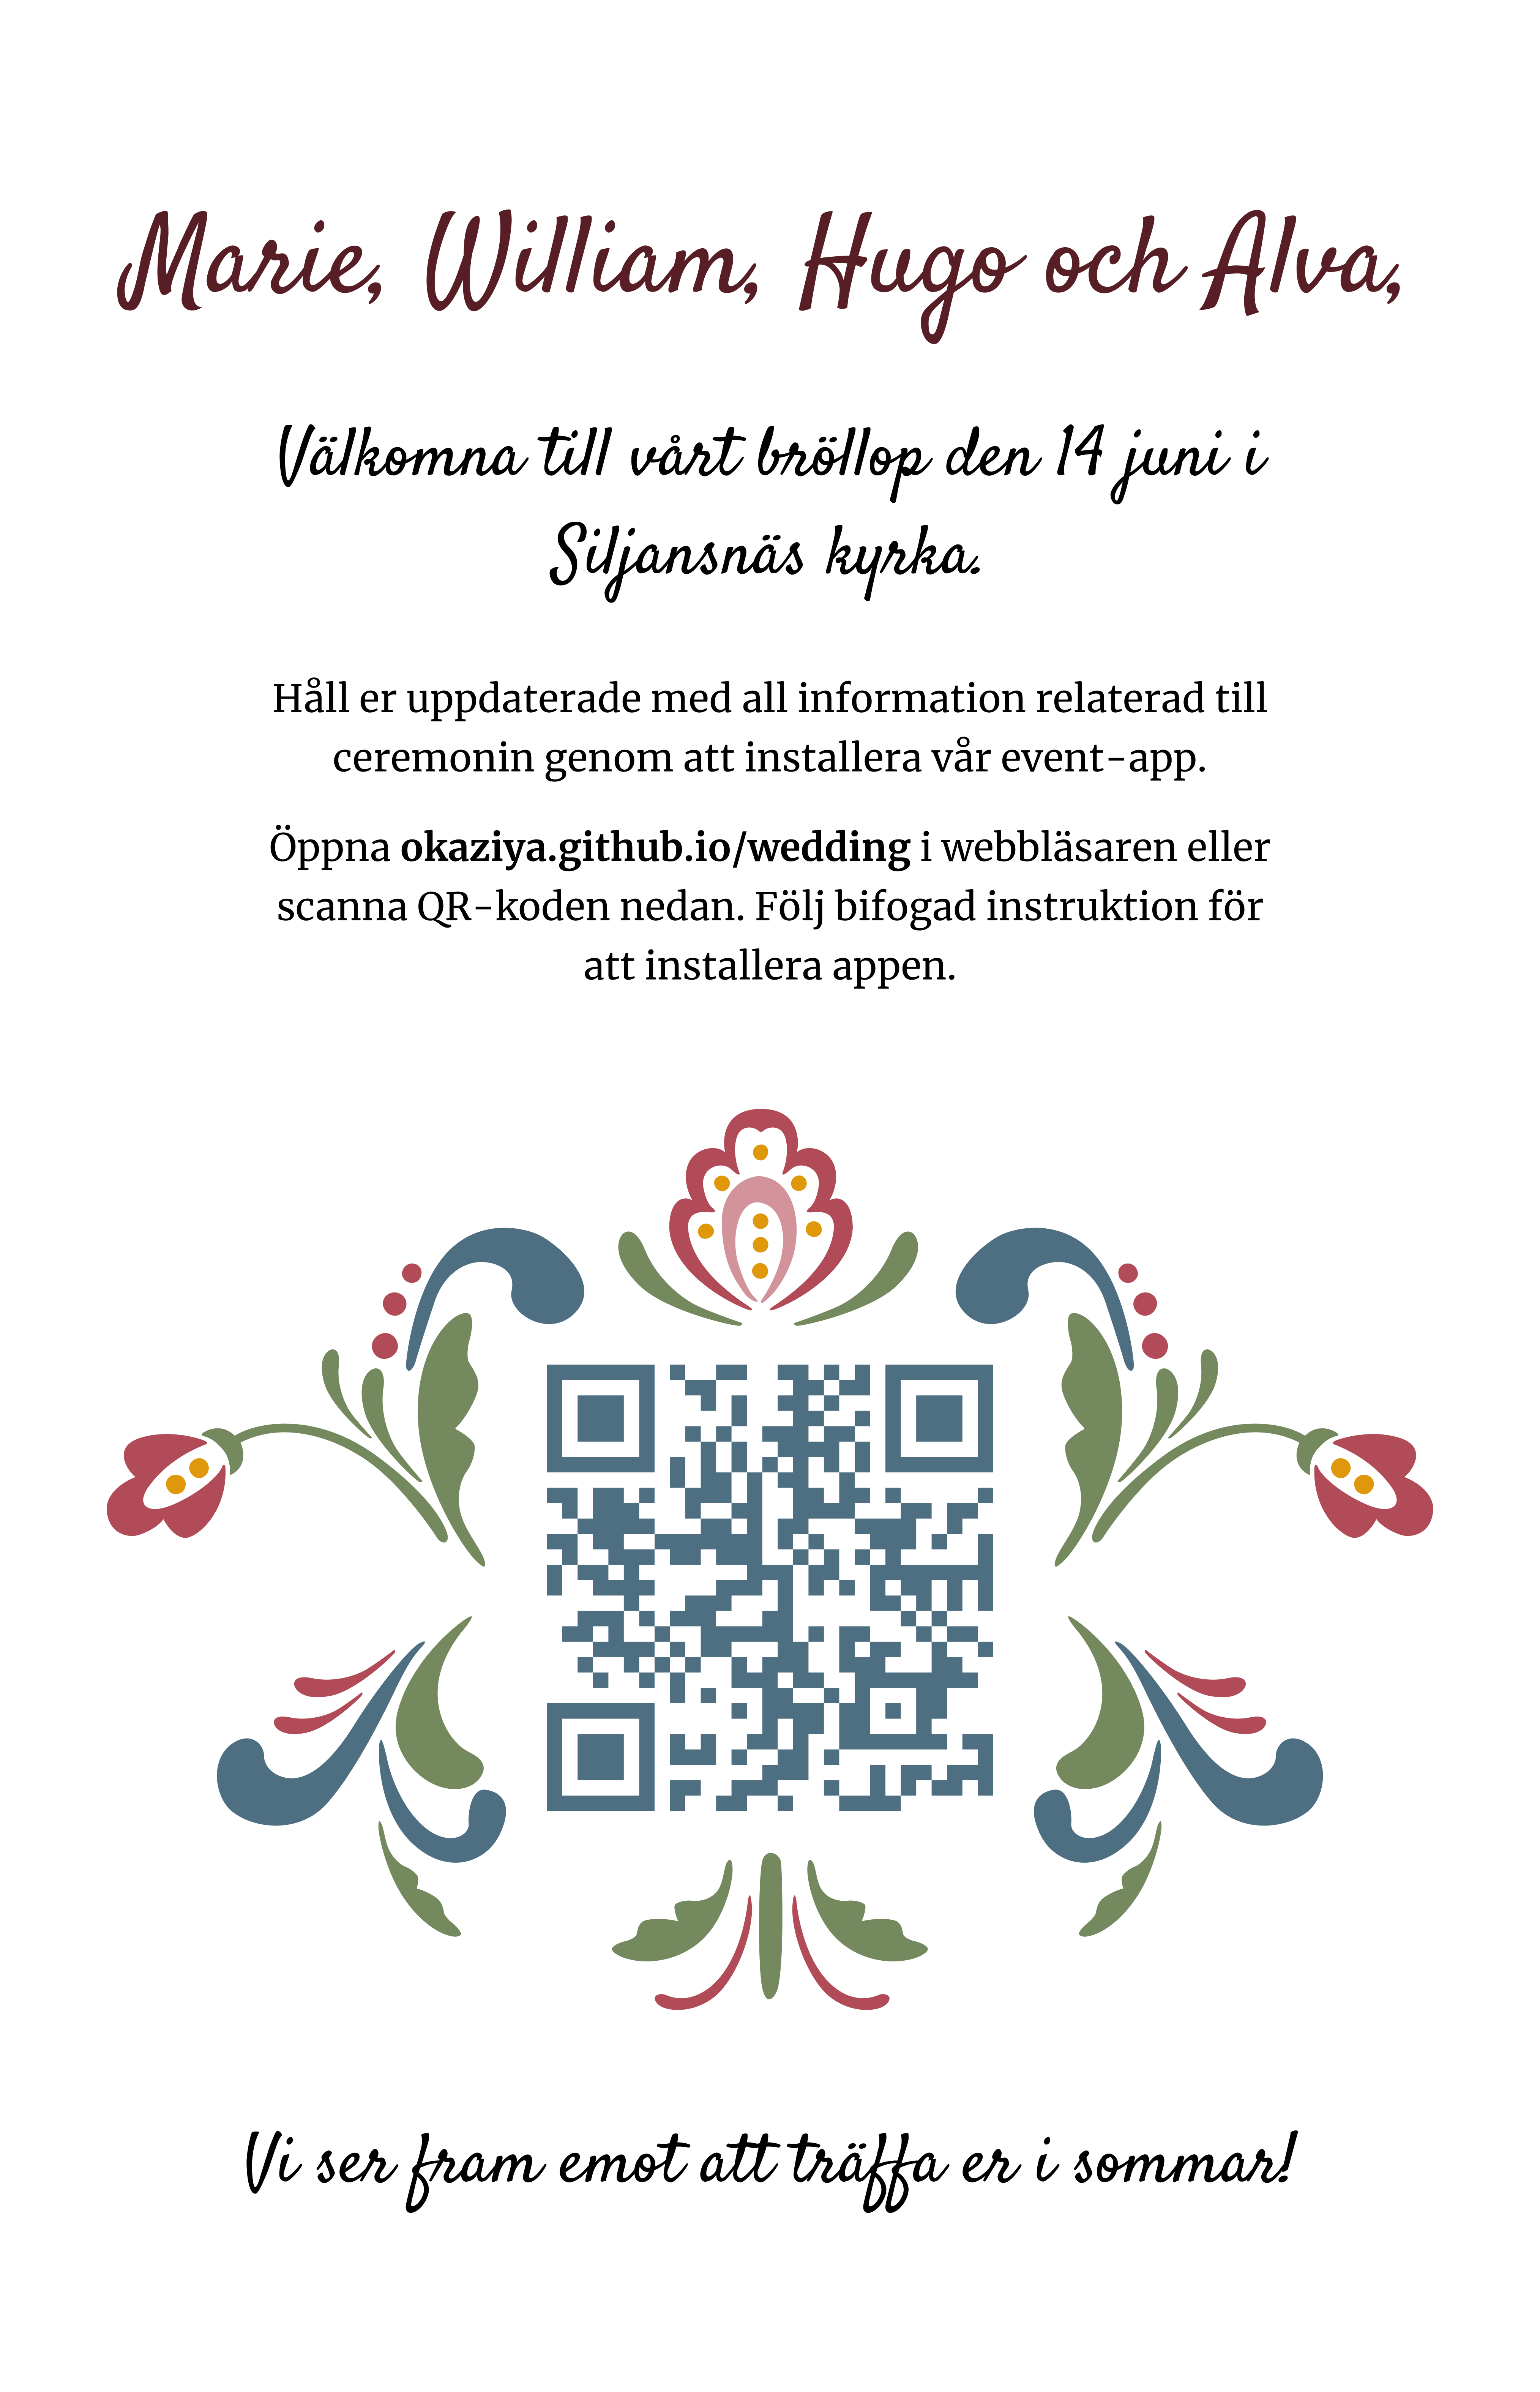 Marie, William, Hugo och Alva,
Välkomna till vårt bröllop den 14 juni i
Siljansnäs kyrka.
Håll er uppdaterade med all information relaterad till
ceremonin genom att installera vår event-app.
Öppna okaziya.github.io/wedding i webbläsaren eller
scanna QR-koden nedan. Följ bifogad instruktion för
att installera appen.
Vi ser fram emot att träffa er i sommar!